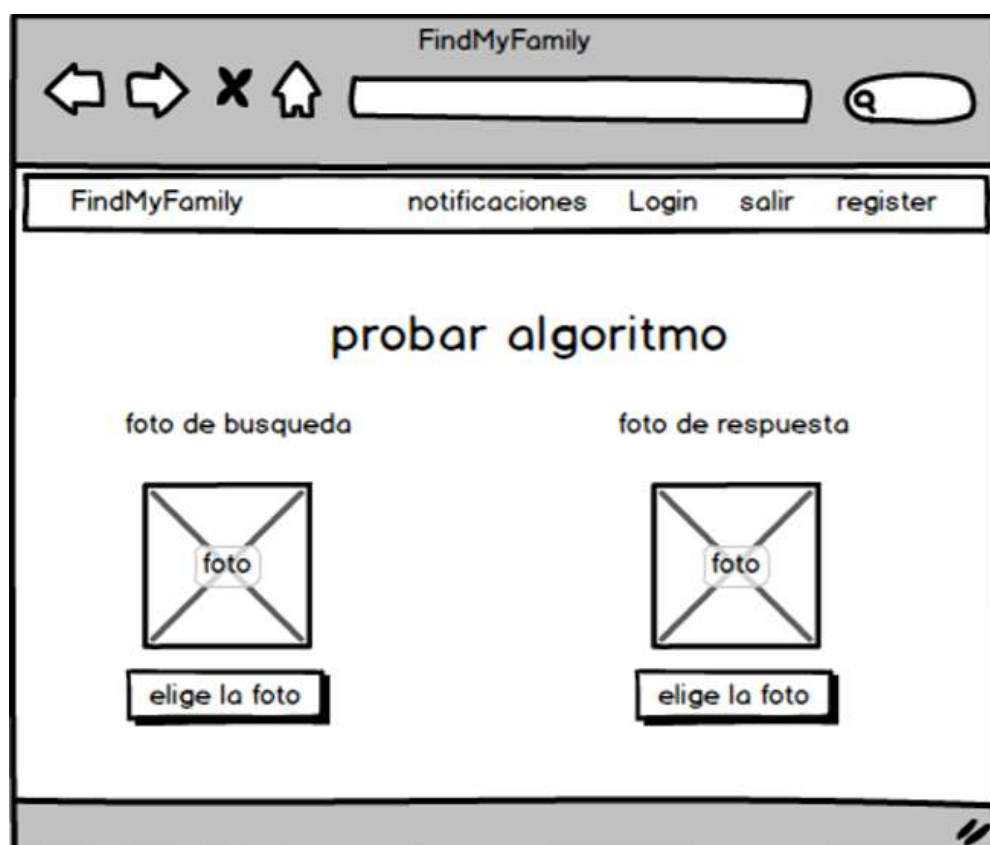 FindMyFamily
FindMyFamily notificaciones Login salir register
probar algoritmo
foto de busqueda foto de respuesta
foto foto
elige la foto elige la foto